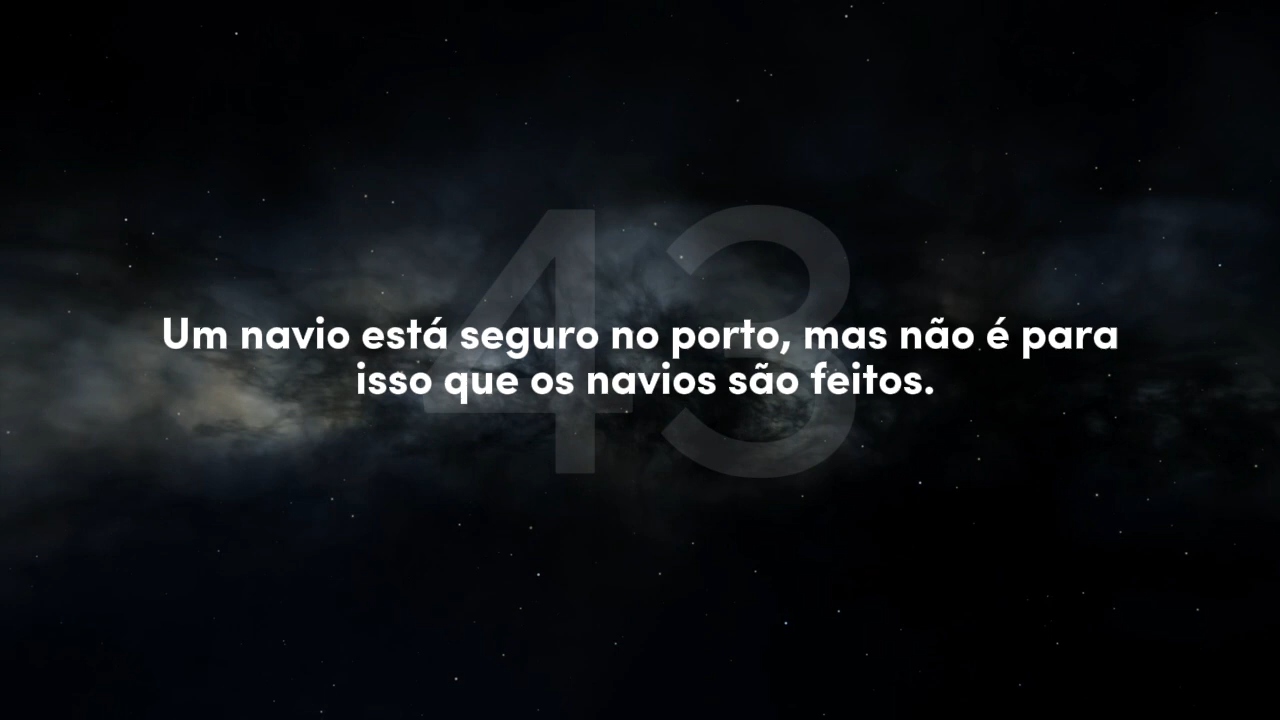 43
Um navio está seguro no porto, mas não é para
isso que os navios são feitos.